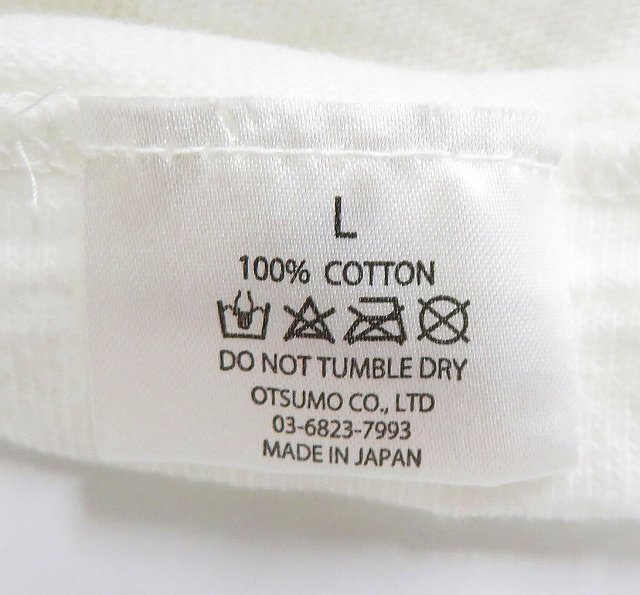 L
100% COTTON
DO NOT TUMBLE DRY
OTSUMO CO., LTD
03-6823-7993
MADE IN JAPAN